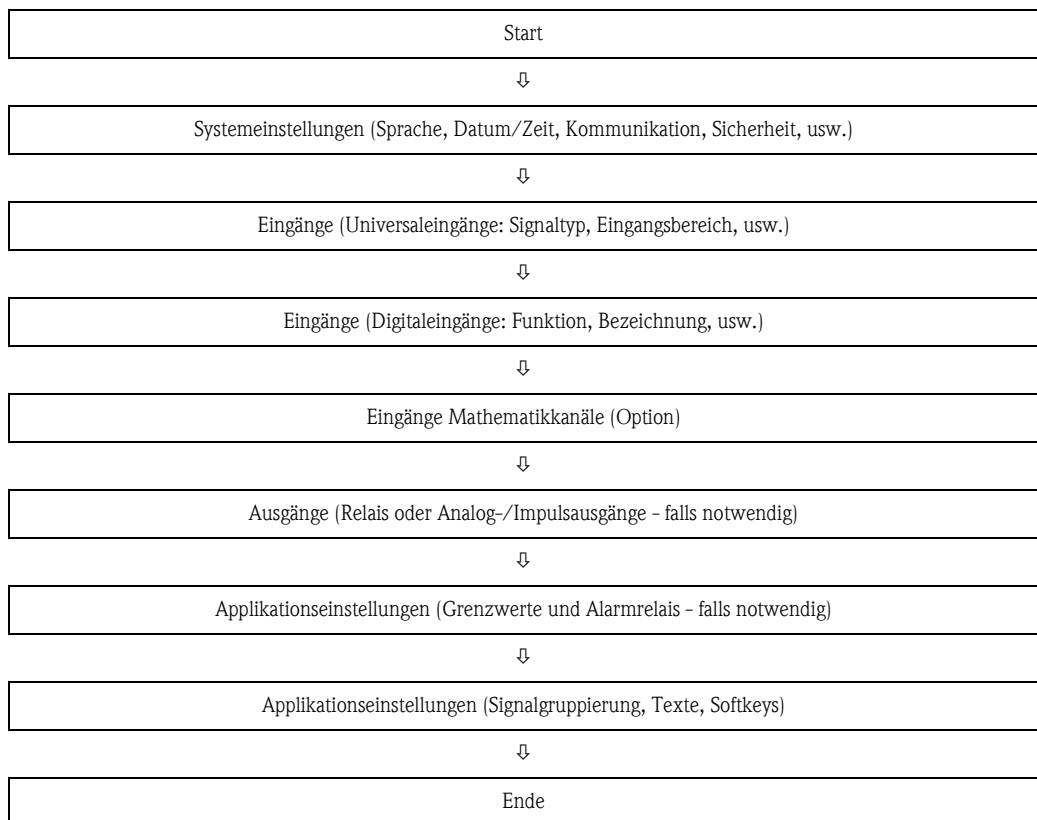 Start
⇩
Systemeinstellungen (Sprache, Datum/Zeit, Kommunikation, Sicherheit, usw.)
⇩
Eingänge (Universaleingänge: Signaltyp, Eingangsbereich, usw.)
⇩
Eingänge (Digitaleingänge: Funktion, Bezeichnung, usw.)
⇩
Eingänge Mathematikkanäle (Option)
⇩
Ausgänge (Relais oder Analog-/Impulsausgänge - falls notwendig)
⇩
Applikationseinstellungen (Grenzwerte und Alarmrelais - falls notwendig)
⇩
Applikationseinstellungen (Signalgruppierung, Texte, Softkeys)
⇩
Ende